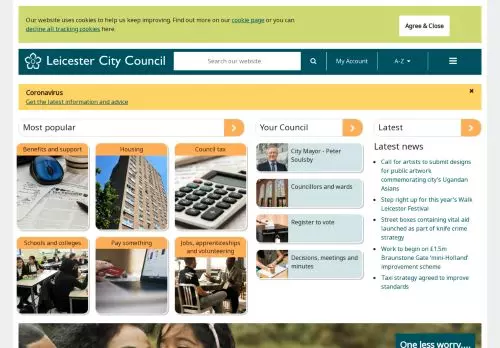 Our website uses cookies to help us keep improving. Find out more on our cookie page or you can
decline all tracking cookies here.
Agree & Close
Leicester City Council
Search our website
My Account
A-Z
Coronavirus
Get the latest information and advice
Most popular
Your Council
Latest
Benefits and support
Housing
Council tax
Schools and colleges
Pay something
Jobs, apprenticeships
and volunteering
City Mayor - Peter
Soulsby
Councillors and wards
Register to vote
Decisions, meetings and
minutes
Latest news
Call for artists to submit designs
for public artwork
commemorating city's Ugandan
Asians
Step right up for this year's Walk
Leicester Festival
Street boxes containing vital aid
launched as part of knife crime
strategy
Work to begin on £1.5m
Braunstone Gate 'mini-Holland'
improvement scheme
Taxi strategy agreed to improve
standards
One less worry....